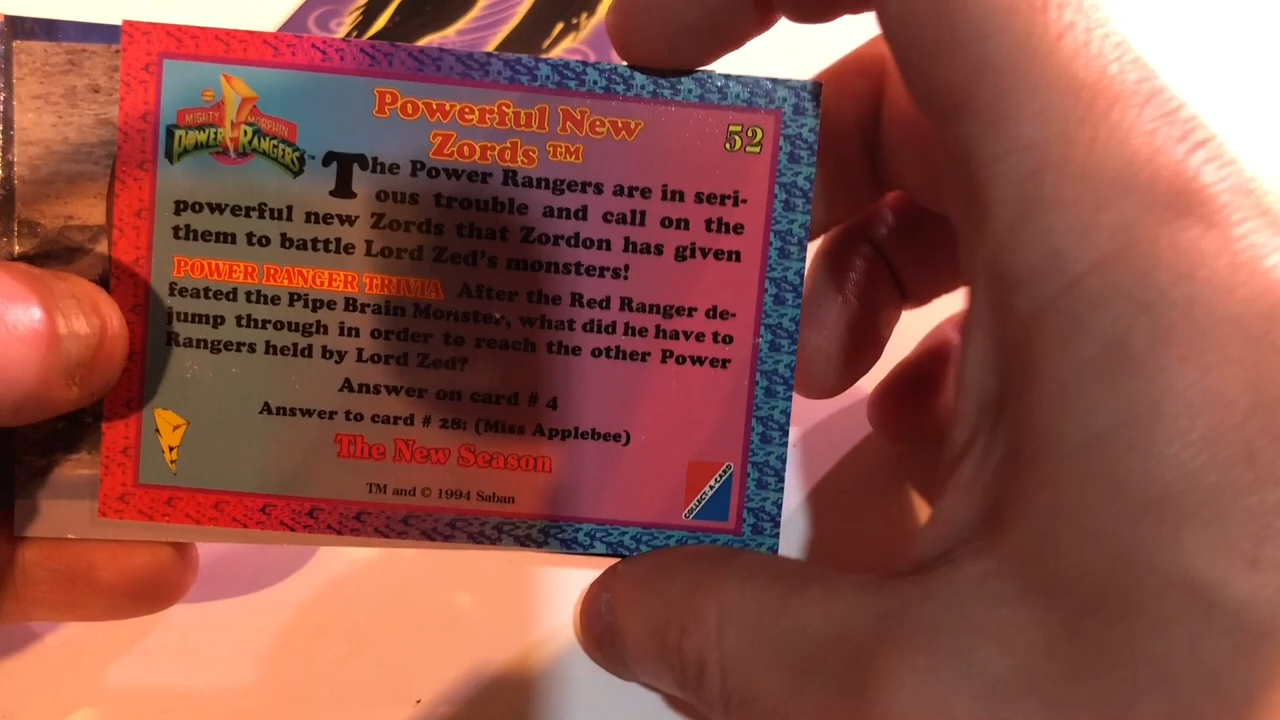 MIGHTY MORPHIN
POWER RANGERS™
Powerful New
Zords ™
52
The Power Rangers are in seri-
ous trouble and call on the
powerful new Zords that Zordon has given
them to battle Lord Zed's monsters!
POWER RANGER TRIVIA After the Red Ranger de-
feated the Pipe Brain Monster, what did he have to
jump through in order to reach the other Power
Rangers held by Lord Zed?
Answer on card # 4
Answer to card # 28: (Miss Applebee)
The New Season
TM and © 1994 Saban
COLLECT-A-CARD